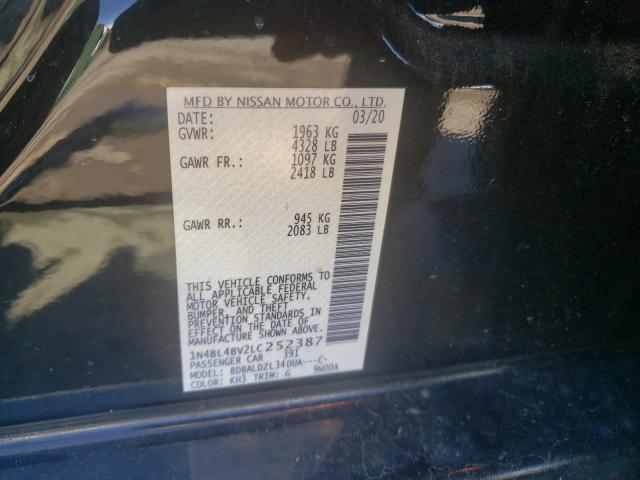 MFD BY NISSAN MOTOR CO., LTD.
DATE: 03/20
GVWR: 1963 KG
4328 LB
GAWR FR.: 1097 KG
2418 LB
GAWR RR.: 945 KG
2083 LB
THIS VEHICLE CONFORMS TO
ALL APPLICABLE FEDERAL
MOTOR VEHICLE SAFETY,
BUMPER, AND THEFT
PREVENTION STANDARDS IN
EFFECT ON THE DATE OF
MANUFACTURE SHOWN ABOVE.
1N4BL4BV2LC252387
PASSENGER CAR 391
MODEL: BDBALDZL34DUA---C-
COLOR: KH3 TRIM: G 9N00A